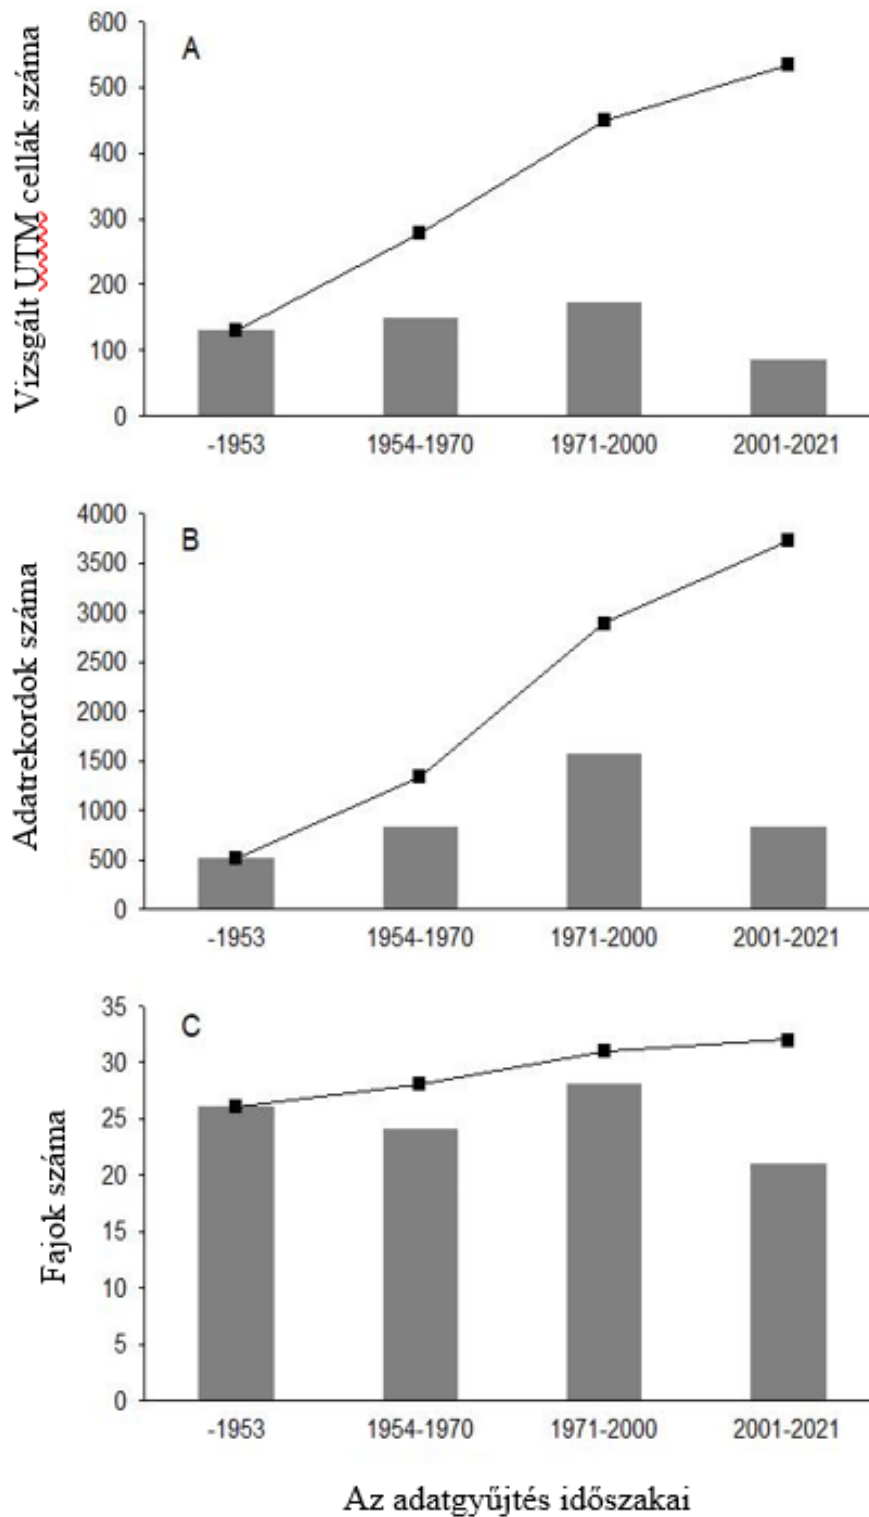 A
Vizsgált UTM cellák száma
600
500
400
300
200
100
0
-1953 1954-1970 1971-2000 2001-2021
B
Adatrekordok száma
4000
3500
3000
2500
2000
1500
1000
500
0
-1953 1954-1970 1971-2000 2001-2021
C
Fajok száma
35
30
25
20
15
10
5
0
-1953 1954-1970 1971-2000 2001-2021
Az adatgyűjtés időszakai